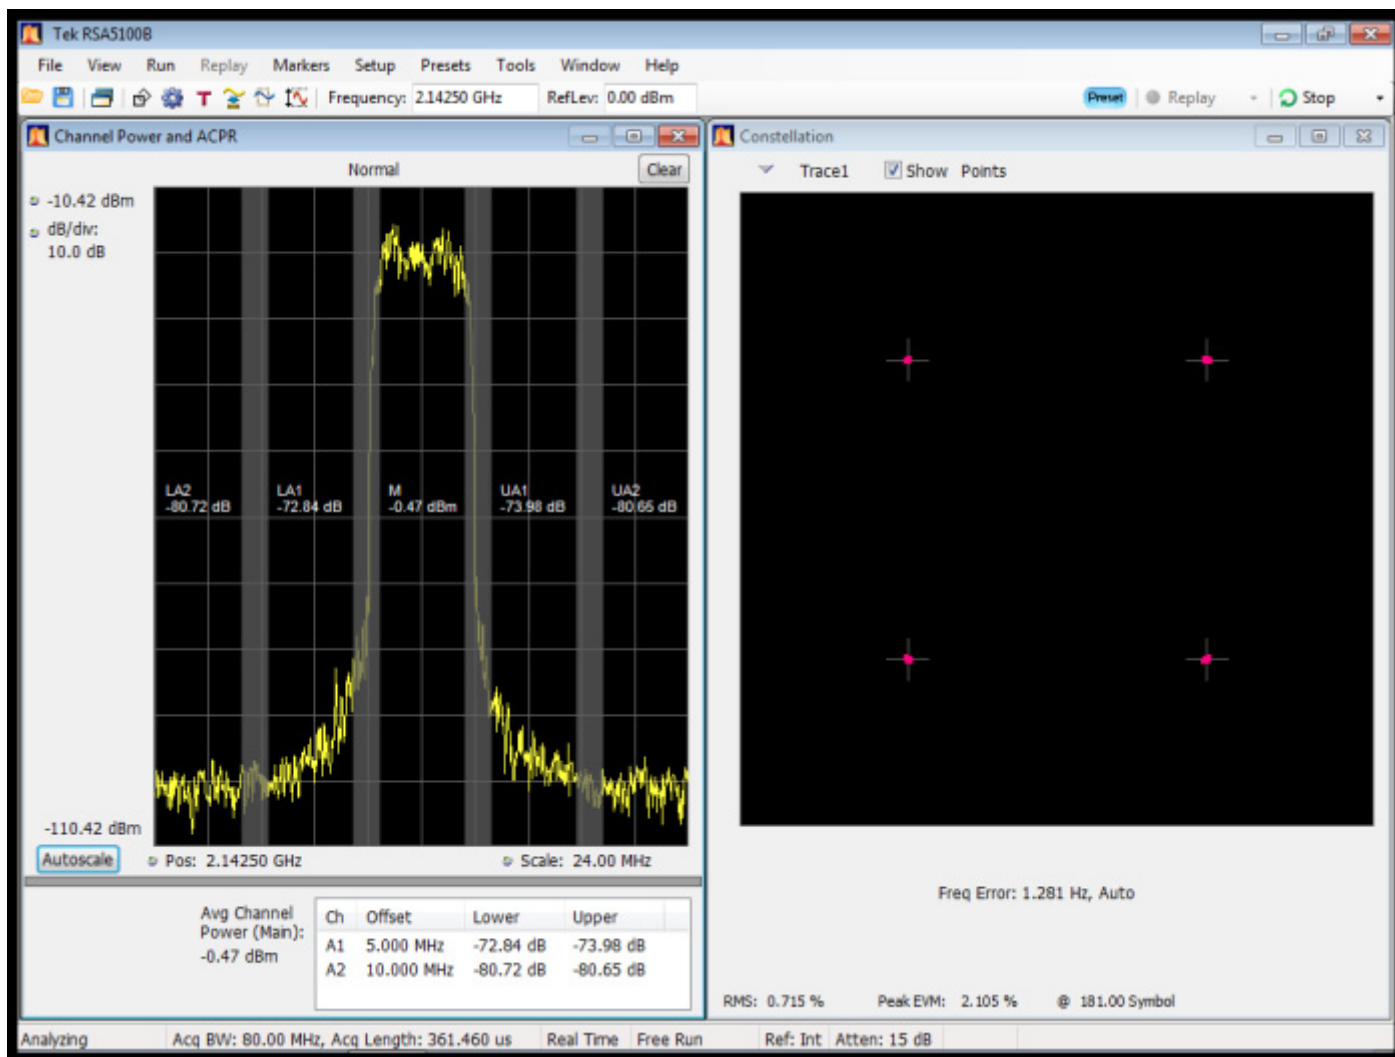 Tek RSA5100B
File View Run Replay Markers Setup Presets Tools Window Help
T Frequency: 2.14250 GHz RefLev: 0.00 dBm Preset Replay Stop
Channel Power and ACPR
Normal Clear
-10.42 dBm
dB/div:
10.0 dB
LA2 LA1 M UA1 UA2
-80.72 dB -72.84 dB -0.47 dBm -73.98 dB -80.65 dB
-110.42 dBm
Autoscale Pos: 2.14250 GHz Scale: 24.00 MHz
Avg Channel
Power (Main):
-0.47 dBm
Ch Offset Lower Upper
A1 5.000 MHz -72.84 dB -73.98 dB
A2 10.000 MHz -80.72 dB -80.65 dB
Constellation
Trace1 Show Points
Freq Error: 1.281 Hz, Auto
RMS: 0.715 % Peak EVM: 2.105 % @ 181.00 Symbol
Analyzing Acq BW: 80.00 MHz, Acq Length: 361.460 us Real Time Free Run Ref: Int Atten: 15 dB